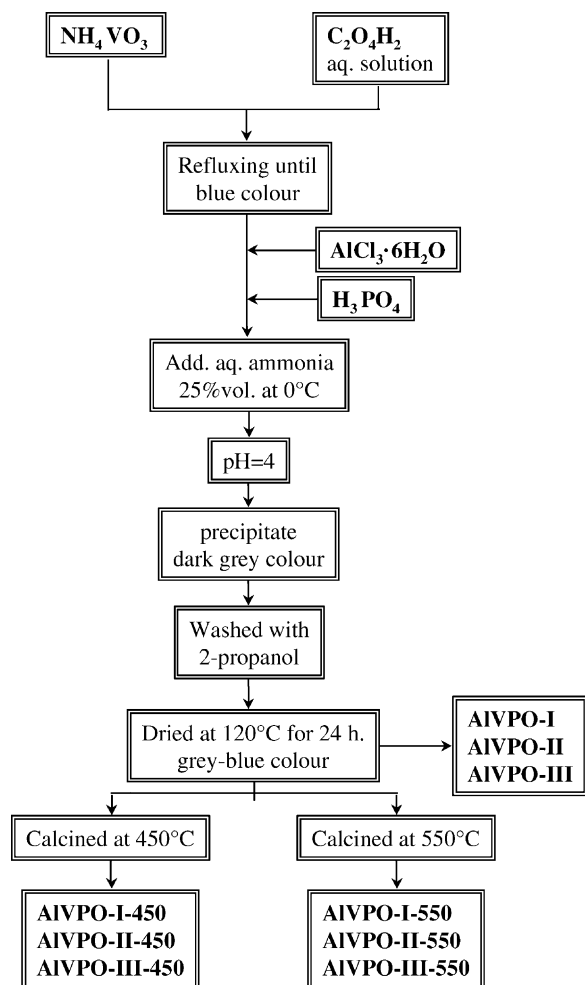 NH₄VO₃
C₂O₄H₂
aq. solution
Refluxing until
blue colour
AlCl₃·6H₂O
H₃PO₄
Add. aq. ammonia
25%vol. at 0°C
pH=4
precipitate
dark grey colour
Washed with
2-propanol
Dried at 120°C for 24 h.
grey-blue colour
AlVPO-I
AlVPO-II
AlVPO-III
Calcined at 450°C
Calcined at 550°C
AlVPO-I-450
AlVPO-II-450
AlVPO-III-450
AlVPO-I-550
AlVPO-II-550
AlVPO-III-550